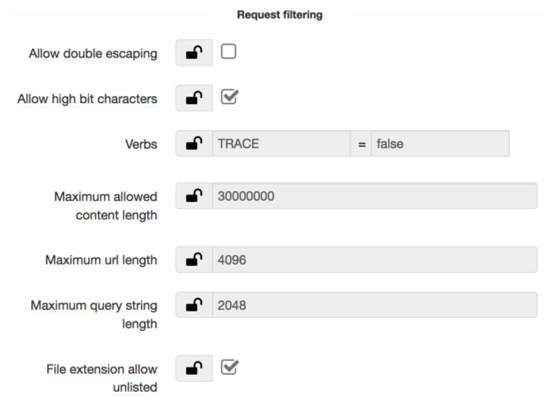 Request filtering
Allow double escaping
Allow high bit characters
Verbs TRACE = false
Maximum allowed 30000000
content length
Maximum url length 4096
Maximum query string 2048
length
File extension allow
unlisted